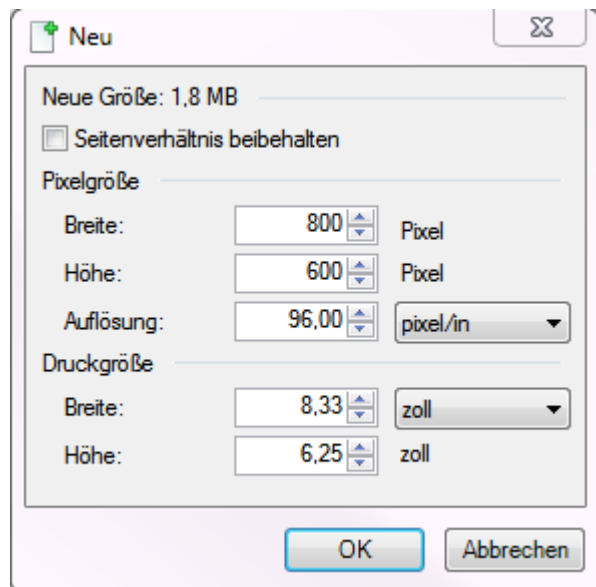 Neu
Neue Größe: 1,8 MB
Seitenverhältnis beibehalten
Pixelgröße
Breite: 800 Pixel
Höhe: 600 Pixel
Auflösung: 96,00 pixel/in
Druckgröße
Breite: 8,33 zoll
Höhe: 6,25 zoll
OK Abbrechen